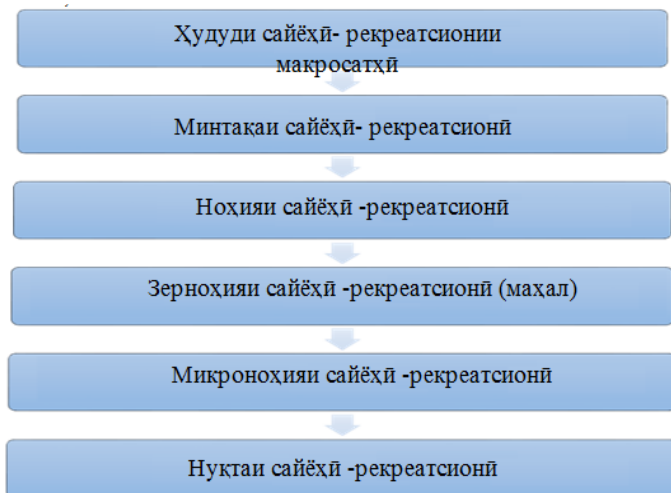 Ҳудуди сайёҳӣ- рекреатсионии
макросатҳӣ
Минтақаи сайёҳӣ- рекреатсионӣ
Ноҳияи сайёҳӣ -рекреатсионӣ
Зерноҳияи сайёҳӣ -рекреатсионӣ (маҳал)
Микроноҳияи сайёҳӣ -рекреатсионӣ
Нуқтаи сайёҳӣ -рекреатсионӣ